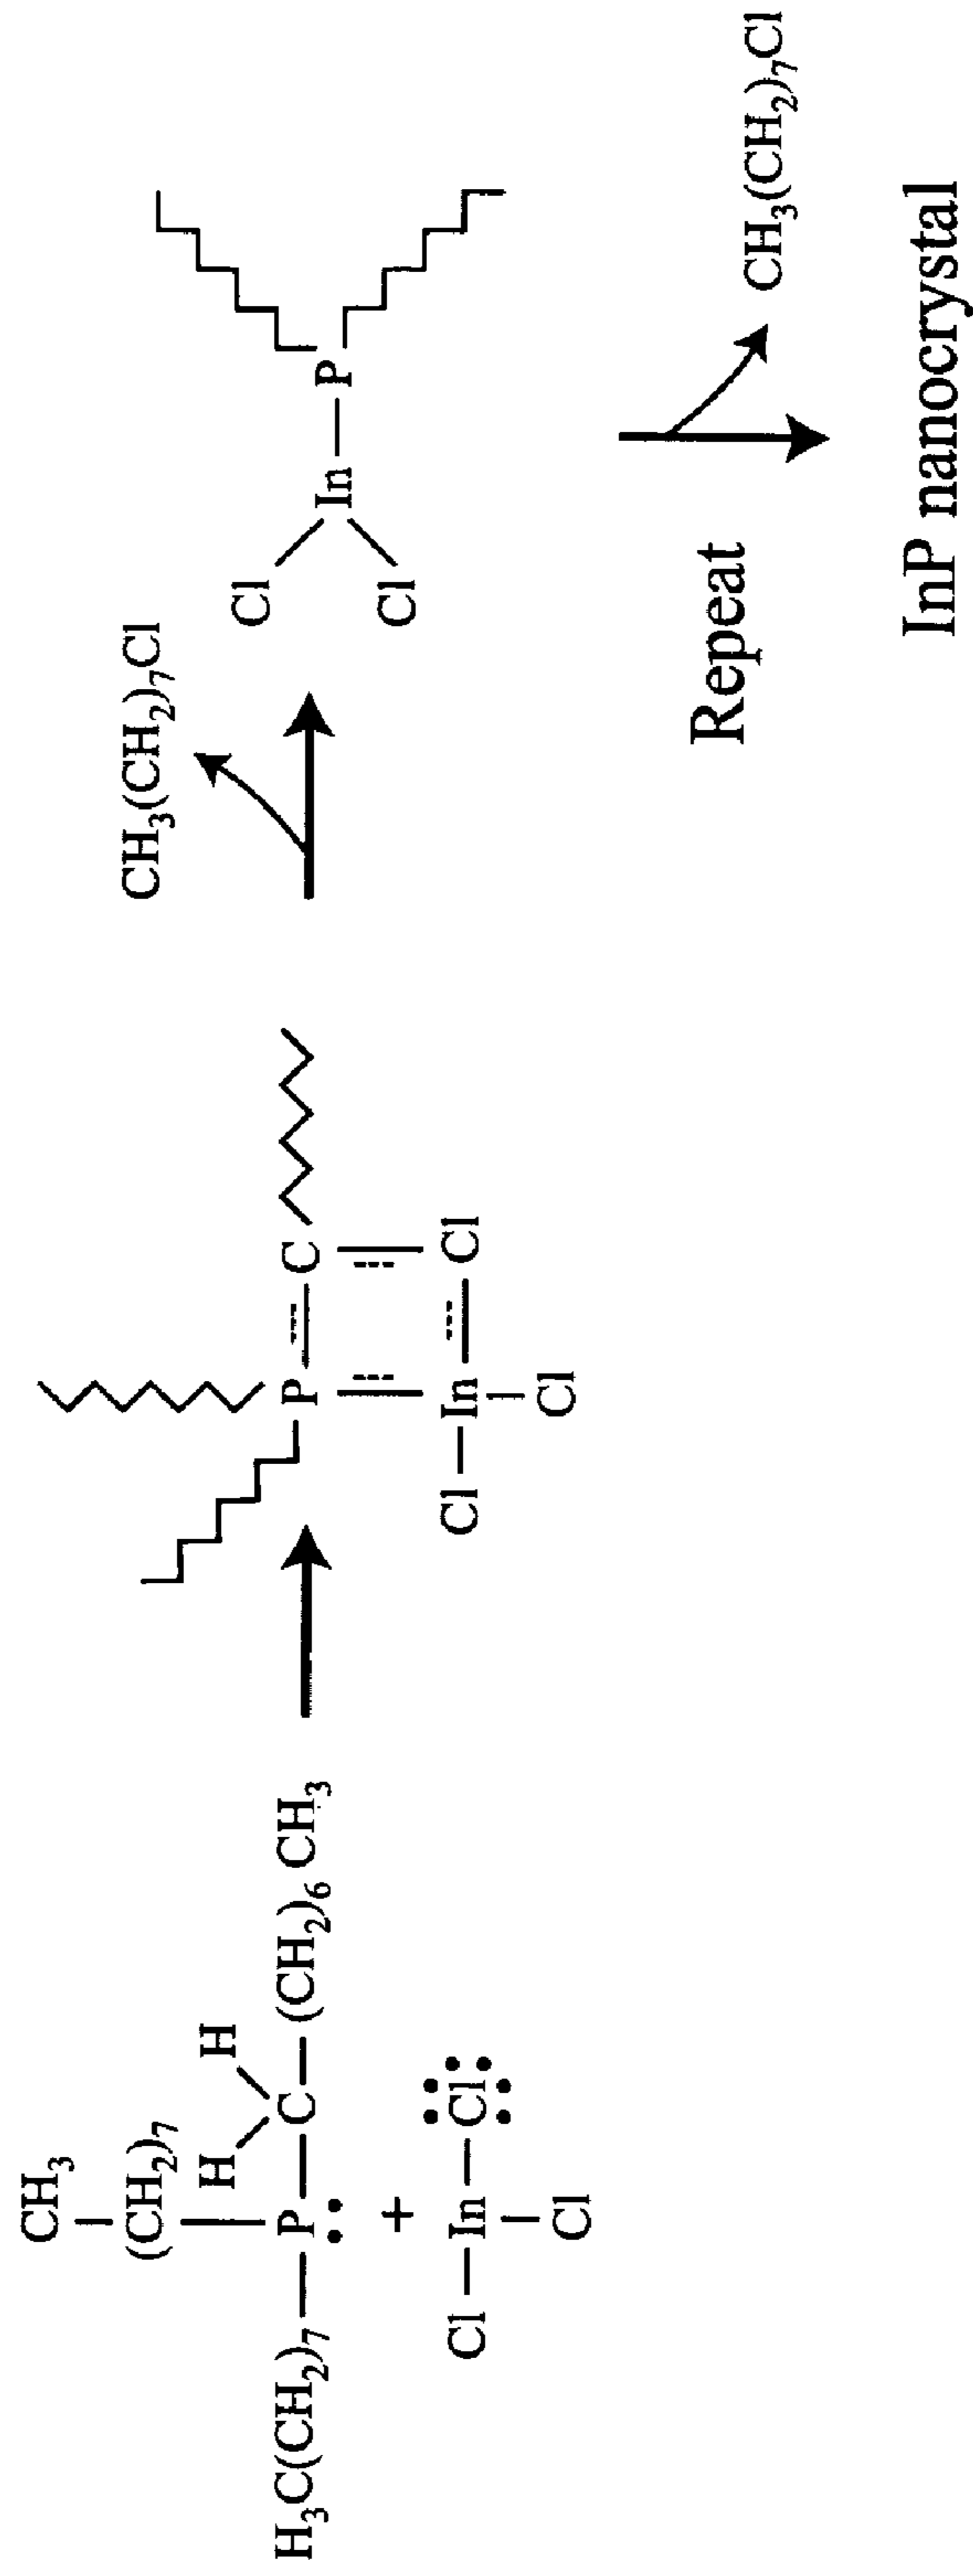 CH₃
(CH₂)₇
H H
H₃C(CH₂)₇—P—C—(CH₂)₆ CH₃
+
Cl—In—Cl
Cl
P C
Cl—In Cl
Cl
CH₃(CH₂)₇Cl
Cl
In—P
Cl
Repeat
CH₃(CH₂)₇Cl
InP nanocrystal